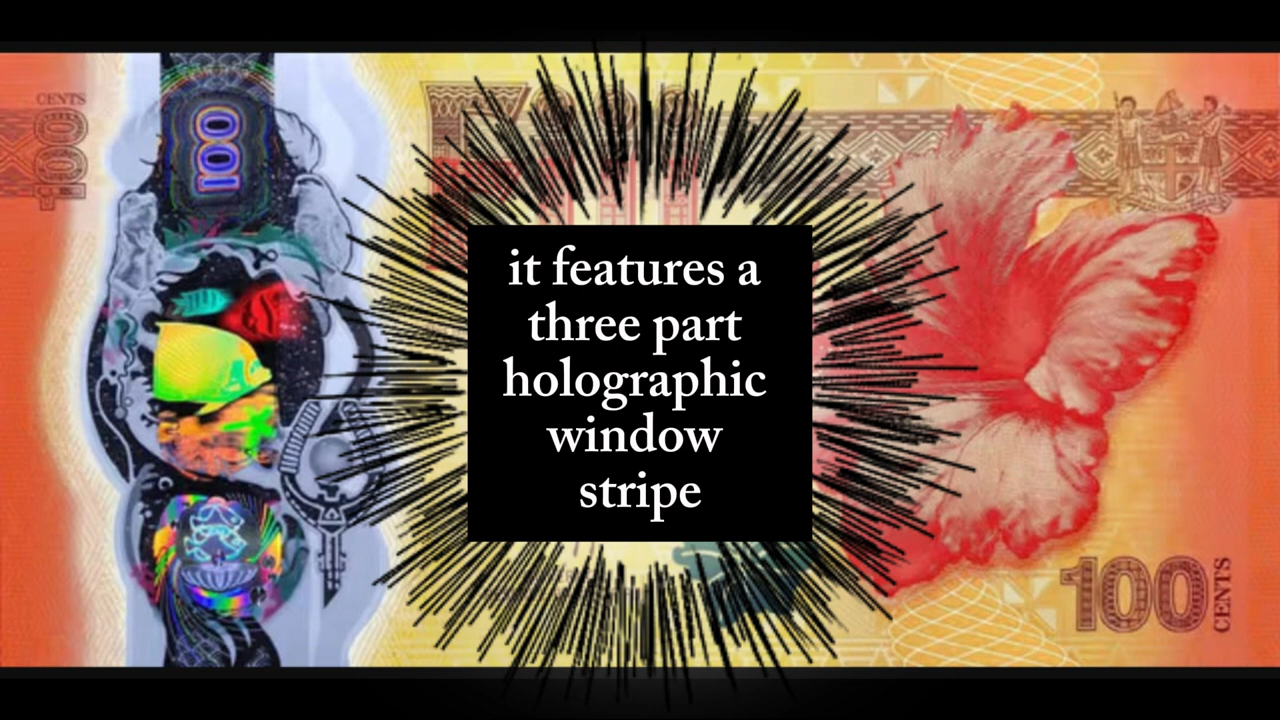 CENTS
100
100
it features a
three part
holographic
window
stripe
100
CENTS